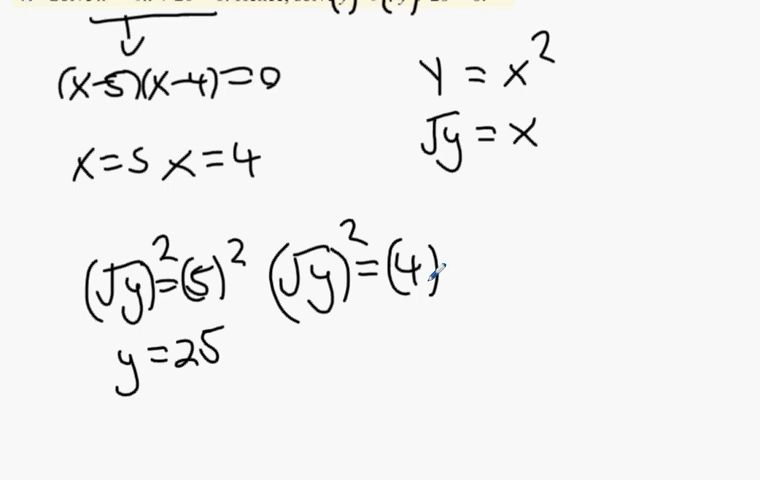 (x-5)(x-4)=0
y = x²
√y = x
x=5 x=4
(√y)²=(5)² (√y)²=(4)
y=25